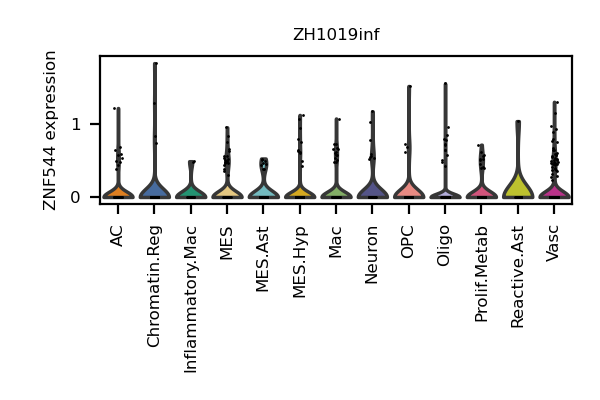 ZH1019inf
ZNF544 expression
1
0
AC
Chromatin.Reg
Inflammatory.Mac
MES
MES.Ast
MES.Hyp
Mac
Neuron
OPC
Oligo
Prolif.Metab
Reactive.Ast
Vasc